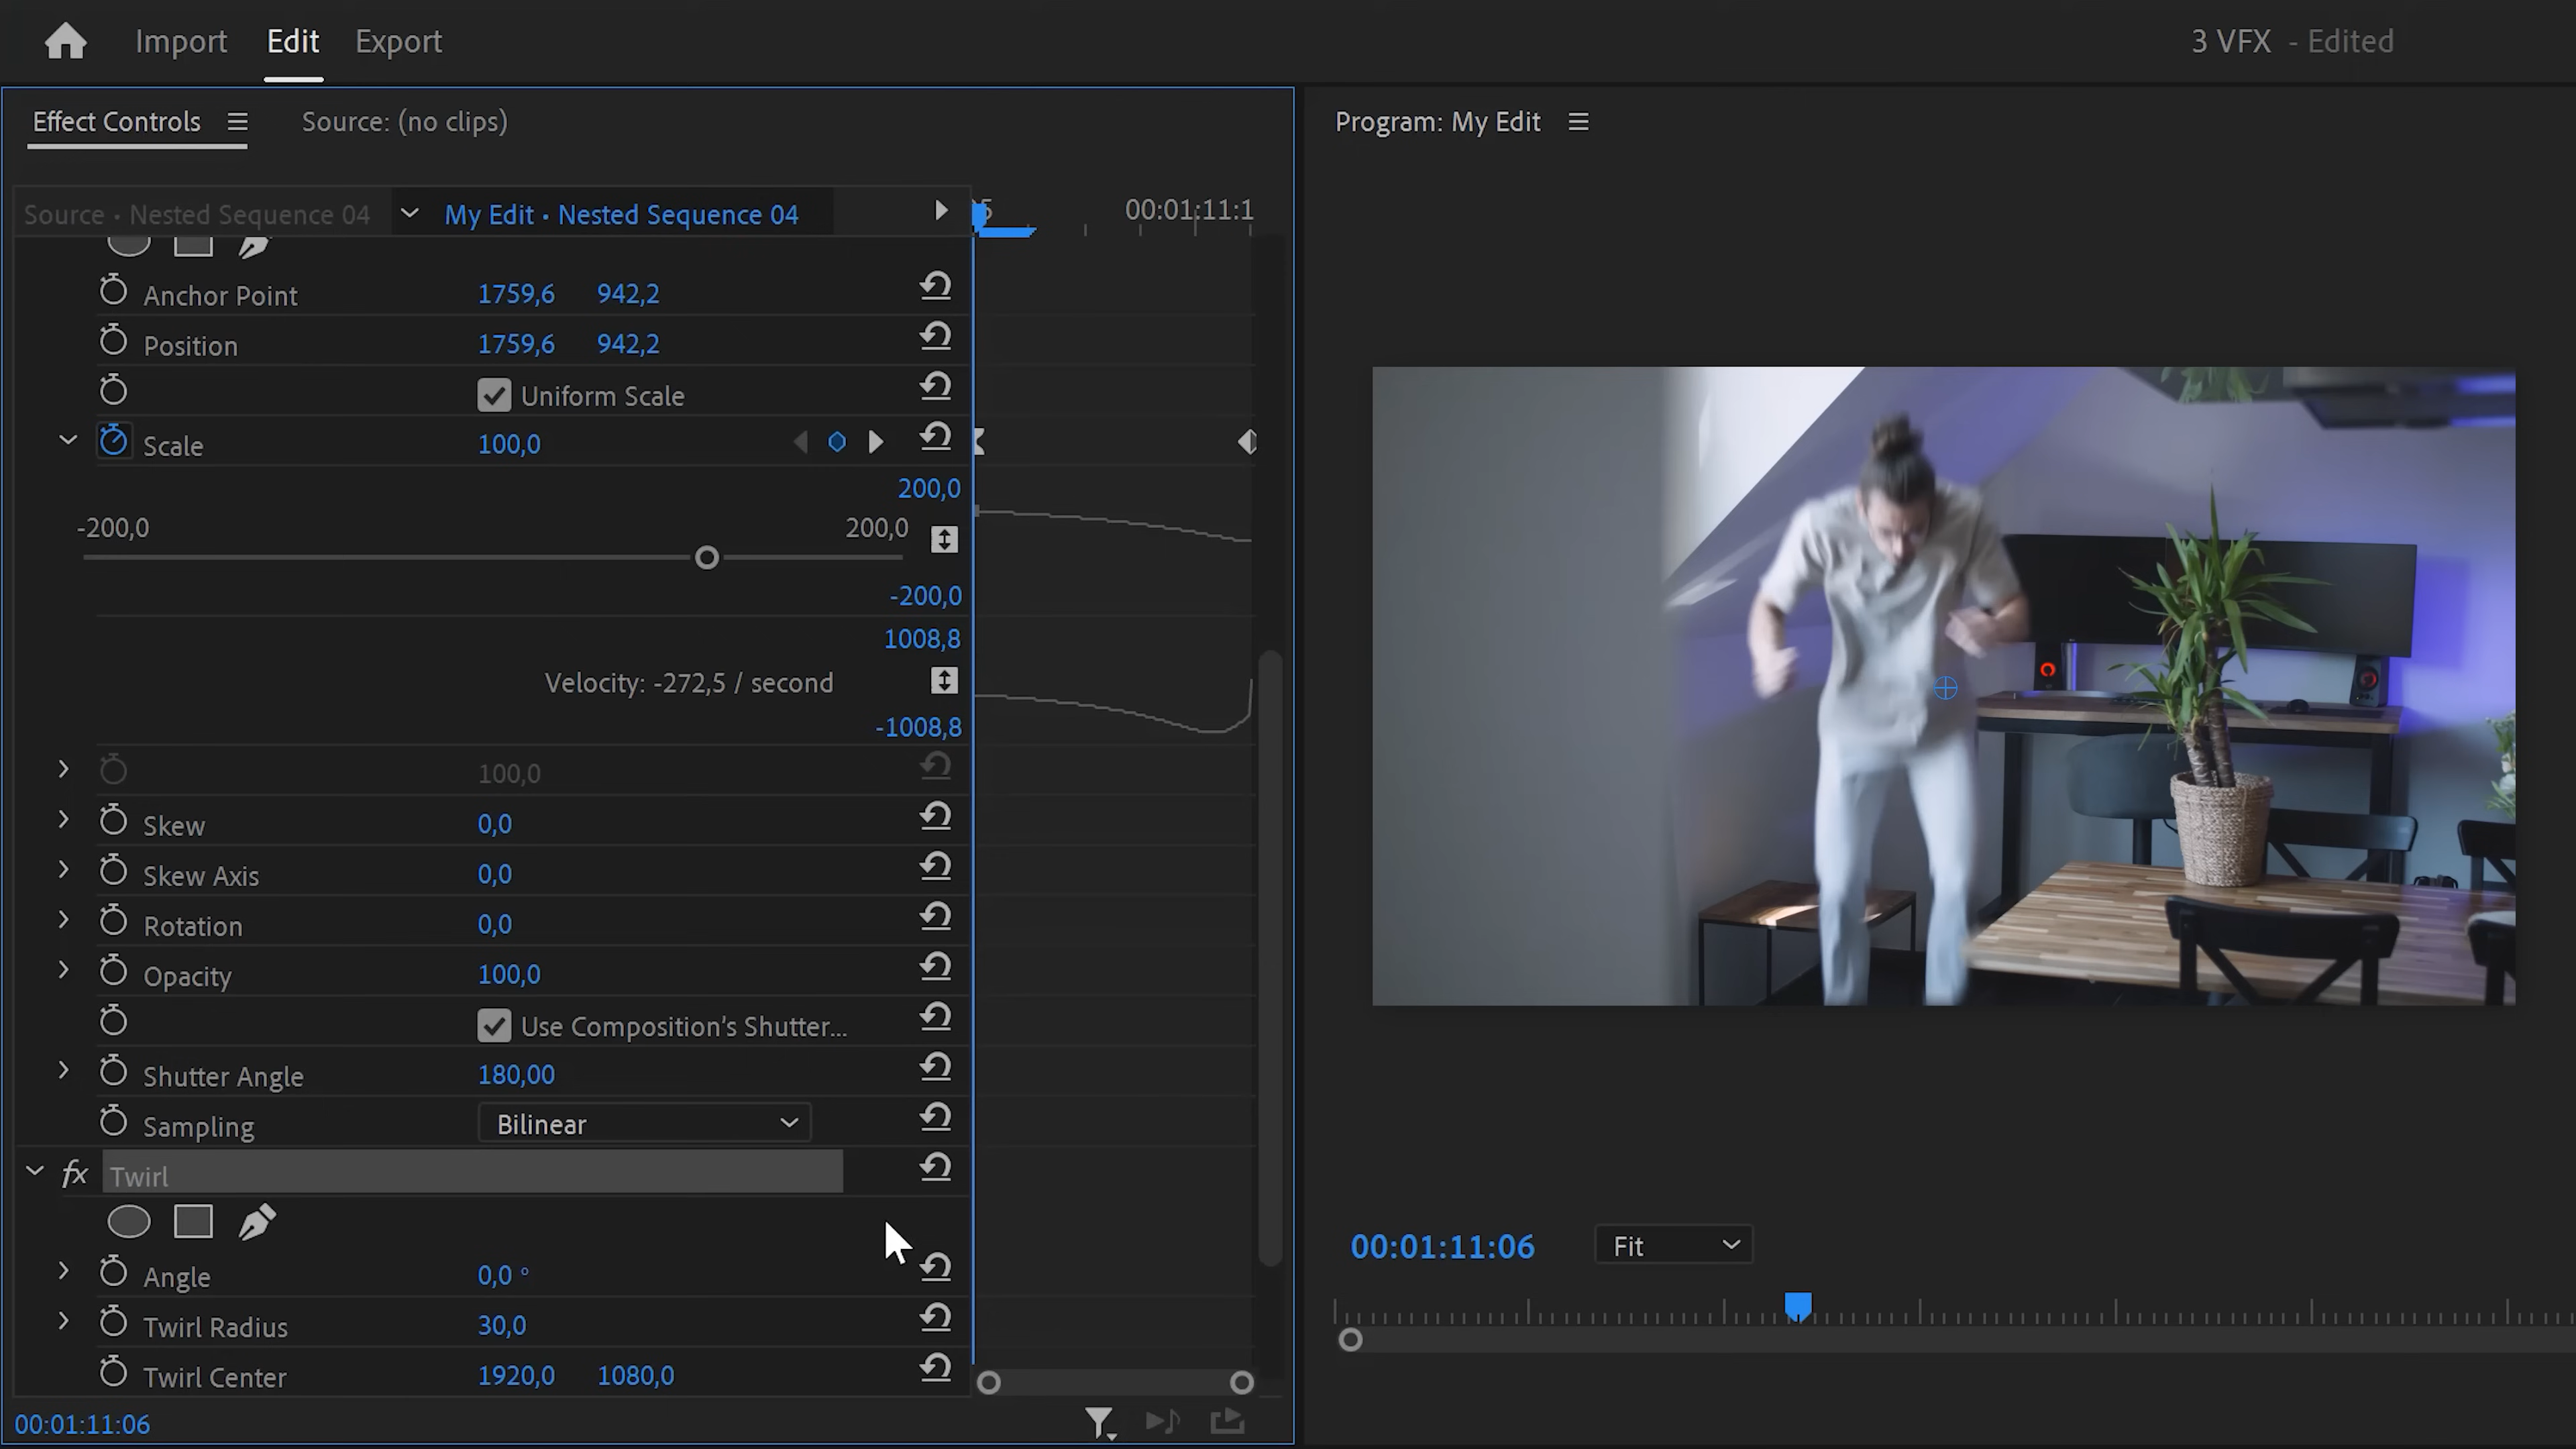 Import Edit Export 3 VFX - Edited
Effect Controls Source: (no clips) Program: My Edit
Source • Nested Sequence 04 My Edit • Nested Sequence 04 00:01:11:1
Anchor Point 1759,6 942,2
Position 1759,6 942,2
Uniform Scale
Scale 100,0
200,0
-200,0 200,0
-200,0
1008,8
Velocity: -272,5 / second
-1008,8
100,0
Skew 0,0
Skew Axis 0,0
Rotation 0,0
Opacity 100,0
Use Composition's Shutter...
Shutter Angle 180,00
Sampling Bilinear
fx Twirl
Angle 0,0 °
Twirl Radius 30,0
Twirl Center 1920,0 1080,0
00:01:11:06
00:01:11:06 Fit